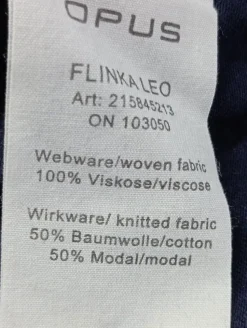 OPUS
FLINKALEO
Art: 215845213
ON 103050
Webware/woven fabric
100% Viskose/viscose
Wirkware/ knitted fabric
50% Baumwolle/cotton
50% Modal/modal